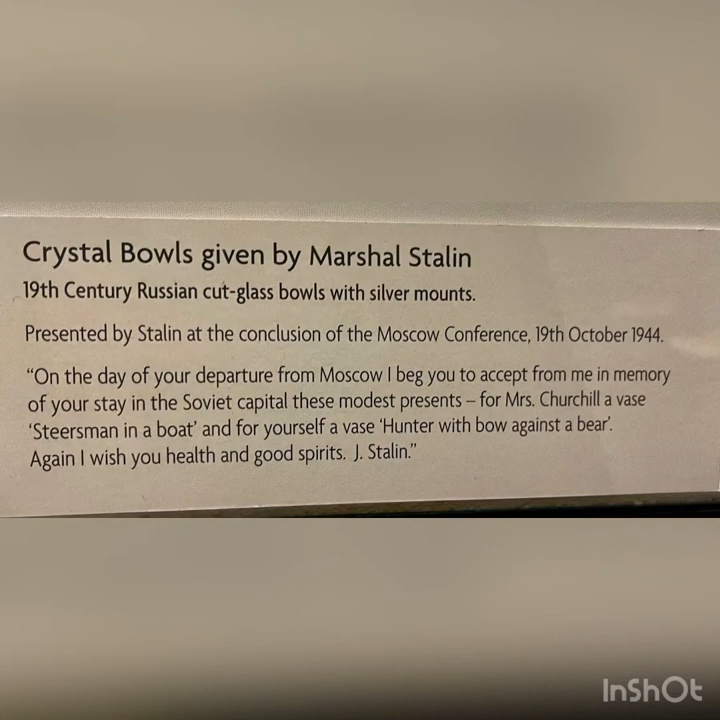 Crystal Bowls given by Marshal Stalin
19th Century Russian cut-glass bowls with silver mounts.
Presented by Stalin at the conclusion of the Moscow Conference, 19th October 1944.
“On the day of your departure from Moscow I beg you to accept from me in memory
of your stay in the Soviet capital these modest presents – for Mrs. Churchill a vase
‘Steersman in a boat’ and for yourself a vase ‘Hunter with bow against a bear’.
Again I wish you health and good spirits. J. Stalin.”
InShOt